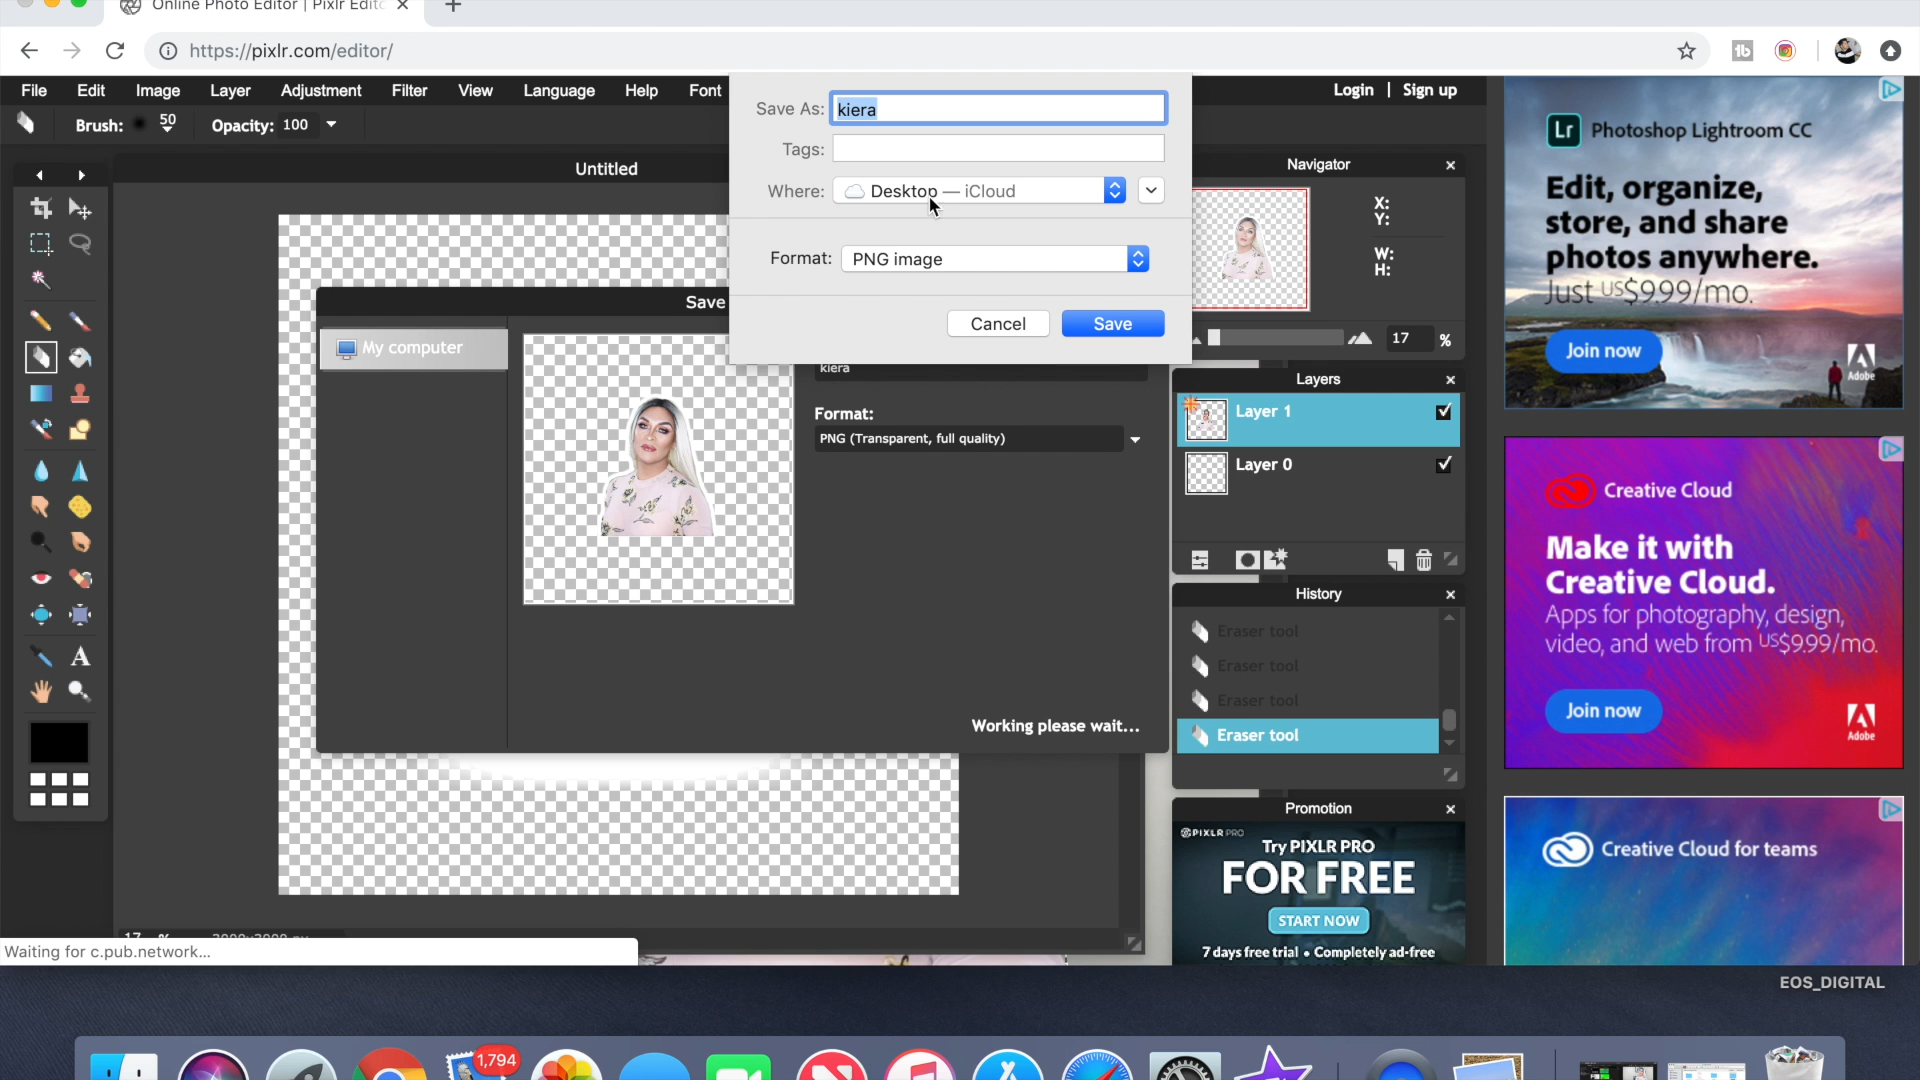 Online Photo Editor | Pixlr Edito
https://pixlr.com/editor/
File Edit Image Layer Adjustment Filter View Language Help Font
Login | Sign up
Brush: 50 Opacity: 100
Untitled
Save As: kiera
Tags:
Where: Desktop — iCloud
Format: PNG image
Cancel Save
Save
My computer
kiera
Format:
PNG (Transparent, full quality)
Working please wait...
Navigator
X:
Y:
W:
H:
17 %
Layers
Layer 1
Layer 0
History
Eraser tool
Eraser tool
Eraser tool
Eraser tool
Promotion
PIXLR PRO
Try PIXLR PRO
FOR FREE
START NOW
7 days free trial • Completely ad-free
Lr Photoshop Lightroom CC
Edit, organize,
store, and share
photos anywhere.
Just US$9.99/mo.
Join now
Adobe
Creative Cloud
Make it with
Creative Cloud.
Apps for photography, design,
video, and web from US$9.99/mo.
Join now
Adobe
Creative Cloud for teams
Waiting for c.pub.network...
EOS_DIGITAL
1,794